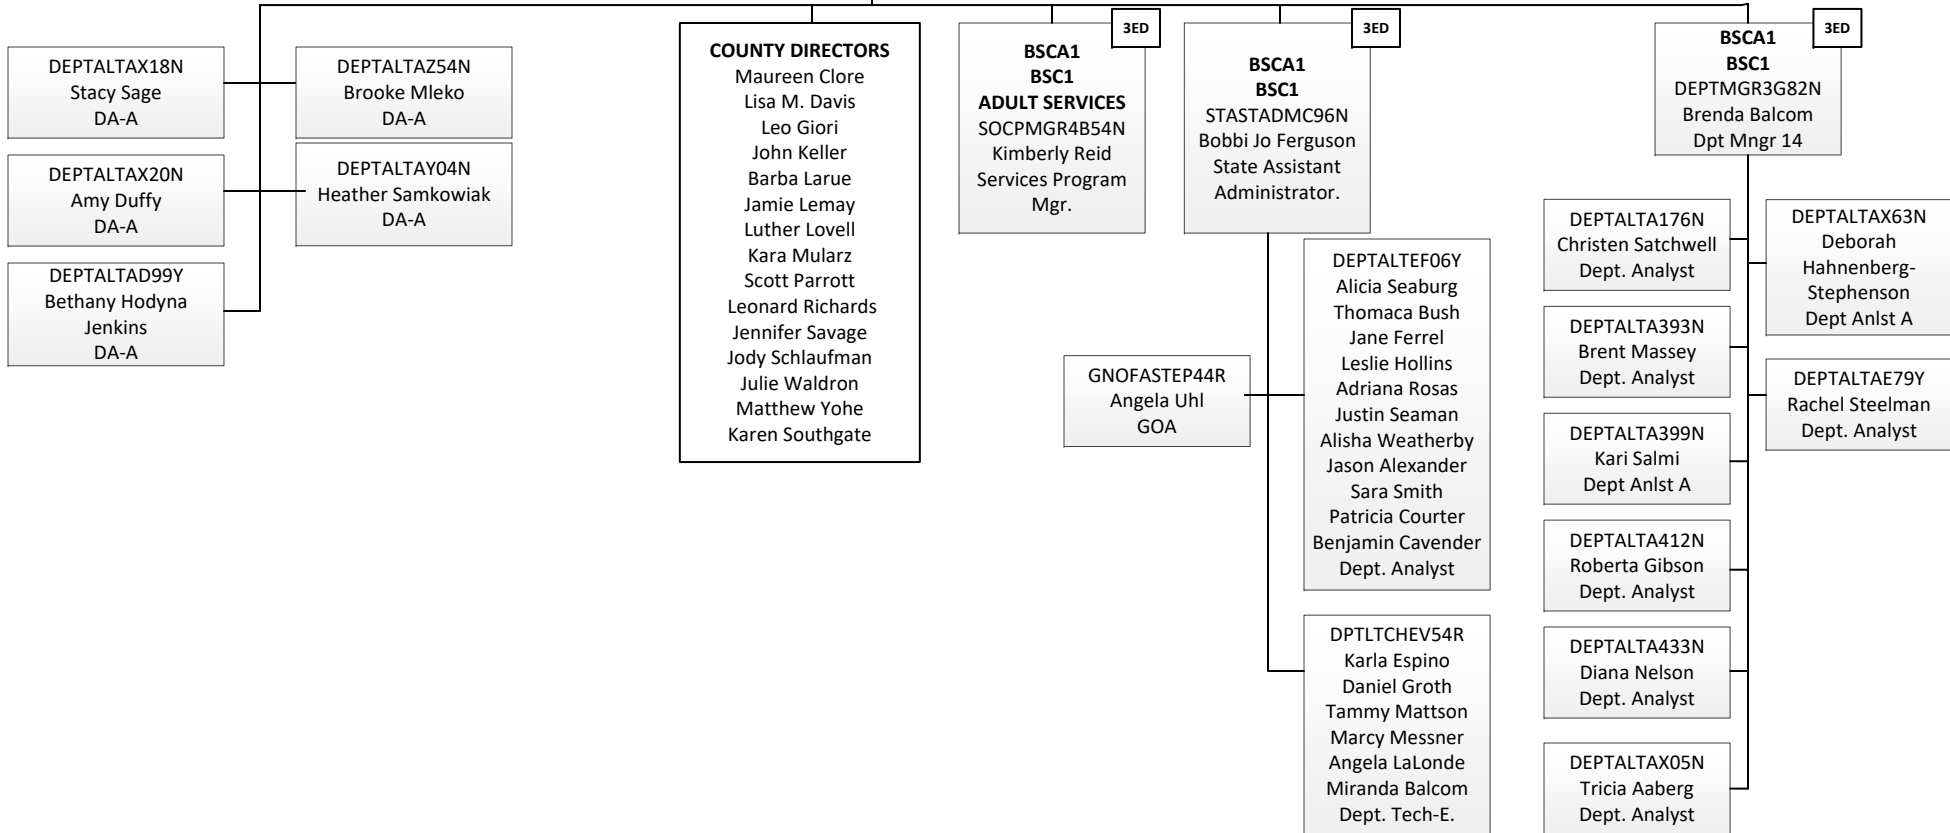 DEPTALTAX18N
Stacy Sage
DA-A
DEPTALTAZ54N
Brooke Mleko
DA-A
DEPTALTAX20N
Amy Duffy
DA-A
DEPTALTAY04N
Heather Samkowiak
DA-A
DEPTALTAD99Y
Bethany Hodyna
Jenkins
DA-A
COUNTY DIRECTORS
Maureen Clore
Lisa M. Davis
Leo Giori
John Keller
Barba Larue
Jamie Lemay
Luther Lovell
Kara Mularz
Scott Parrott
Leonard Richards
Jennifer Savage
Jody Schlaufman
Julie Waldron
Matthew Yohe
Karen Southgate
3ED
BSCA1
BSC1
ADULT SERVICES
SOCPMGR4B54N
Kimberly Reid
Services Program
Mgr.
3ED
BSCA1
BSC1
STASTADMC96N
Bobbi Jo Ferguson
State Assistant
Administrator.
GNOFASTEP44R
Angela Uhl
GOA
DEPTALTEF06Y
Alicia Seaburg
Thomaca Bush
Jane Ferrel
Leslie Hollins
Adriana Rosas
Justin Seaman
Alisha Weatherby
Jason Alexander
Sara Smith
Patricia Courter
Benjamin Cavender
Dept. Analyst
DPTLTCHEV54R
Karla Espino
Daniel Groth
Tammy Mattson
Marcy Messner
Angela LaLonde
Miranda Balcom
Dept. Tech-E.
3ED
BSCA1
BSC1
DEPTMGR3G82N
Brenda Balcom
Dpt Mngr 14
DEPTALTA176N
Christen Satchwell
Dept. Analyst
DEPTALTAX63N
Deborah
Hahnenberg-
Stephenson
Dept Anlst A
DEPTALTA393N
Brent Massey
Dept. Analyst
DEPTALTAE79Y
Rachel Steelman
Dept. Analyst
DEPTALTA399N
Kari Salmi
Dept Anlst A
DEPTALTA412N
Roberta Gibson
Dept. Analyst
DEPTALTA433N
Diana Nelson
Dept. Analyst
DEPTALTAX05N
Tricia Aaberg
Dept. Analyst